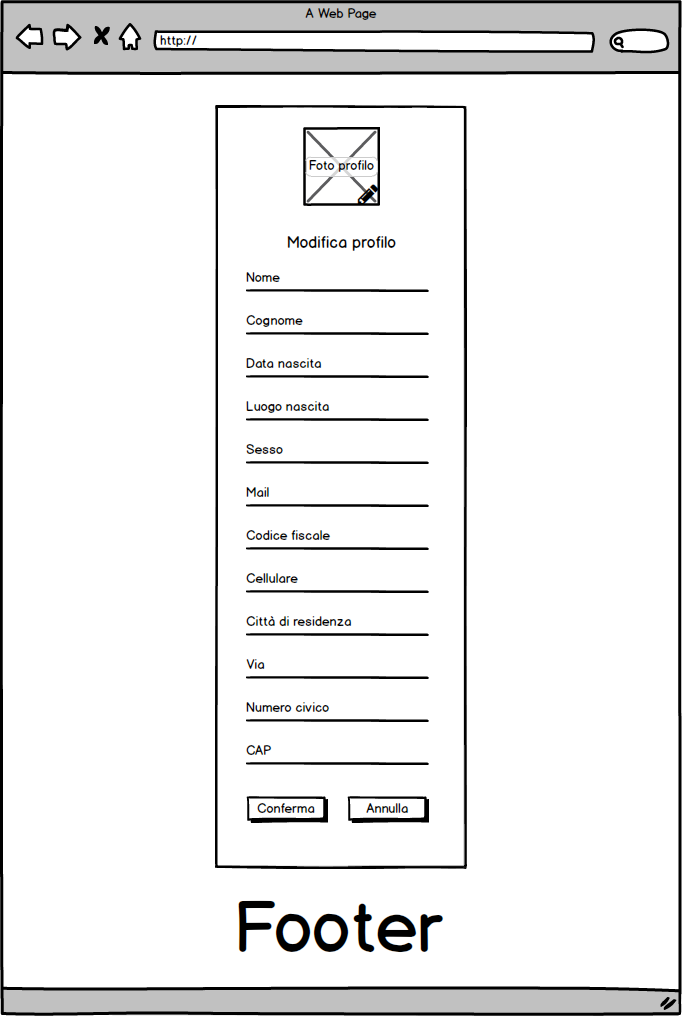 A Web Page
http://
Foto profilo
Modifica profilo
Nome
Cognome
Data nascita
Luogo nascita
Sesso
Mail
Codice fiscale
Cellulare
Città di residenza
Via
Numero civico
CAP
Conferma Annulla
Footer